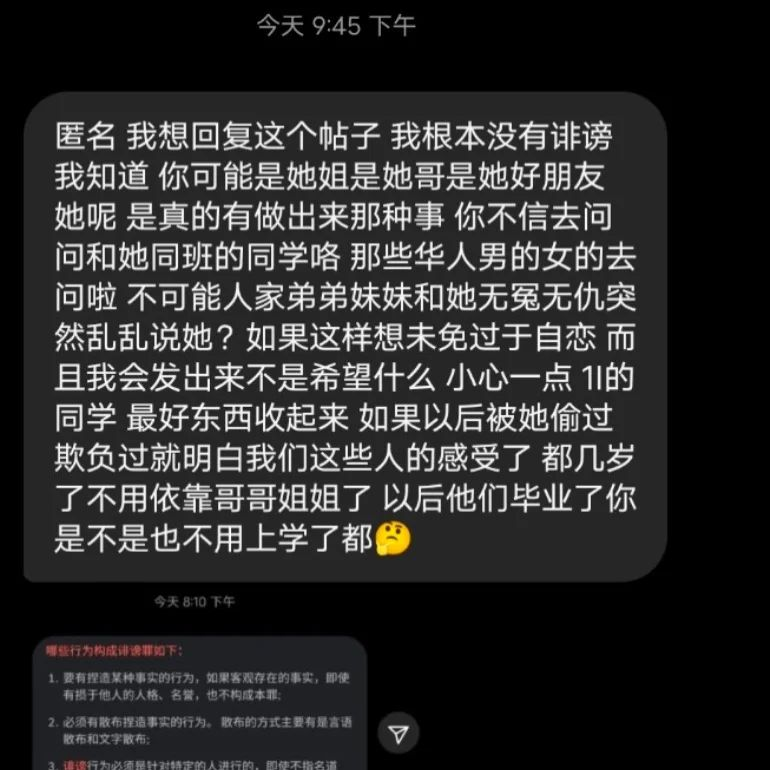 今天 9:45 下午
匿名 我想回复这个帖子 我根本没有诽谤
我知道 你可能是她姐是她哥是她好朋友
她呢 是真的有做出来那种事 你不信去问
问和她同班的同学咯 那些华人男的女的去
问啦 不可能人家弟弟妹妹和她无冤无仇突
然乱乱说她？如果这样想未免过于自恋 而
且我会发出来不是希望什么 小心一点 1I的
同学 最好东西收起来 如果以后被她偷过
欺负过就明白我们这些人的感受了 都几岁
了不用依靠哥哥姐姐了 以后他们毕业了你
是不是也不用上学了都🤔
今天 8:10 下午
哪些行为构成诽谤罪如下:
1. 要有捏造某种事实的行为，如果客观存在的事实，即使
有损于他人的人格、名誉，也不构成本罪;
2. 必须有散布捏造事实的行为。 散布的方式主要有是言语
散布和文字散布;
3. 诽谤行为必须是针对特定的人进行的，即使不指名道